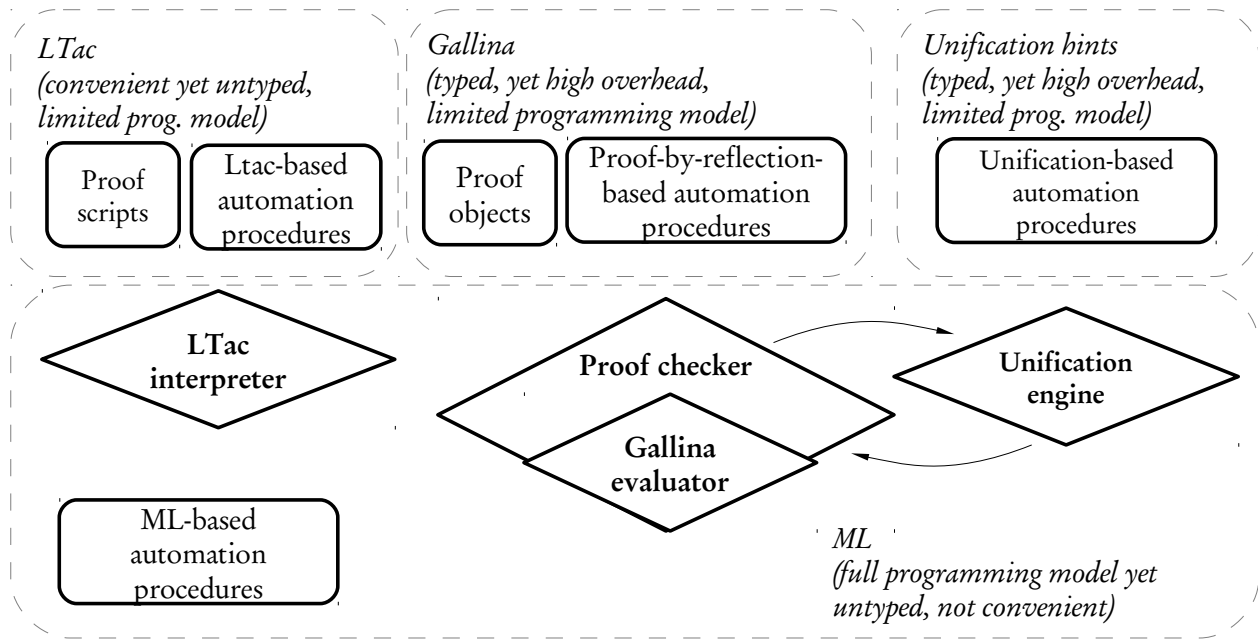 LTac
(convenient yet untyped,
limited prog. model)
Proof
scripts
Ltac-based
automation
procedures
Gallina
(typed, yet high overhead,
limited programming model)
Proof
objects
Proof-by-reflection-
based automation
procedures
Unification hints
(typed, yet high overhead,
limited prog. model)
Unification-based
automation
procedures
LTac
interpreter
Proof checker
Gallina
evaluator
Unification
engine
ML-based
automation
procedures
ML
(full programming model yet
untyped, not convenient)